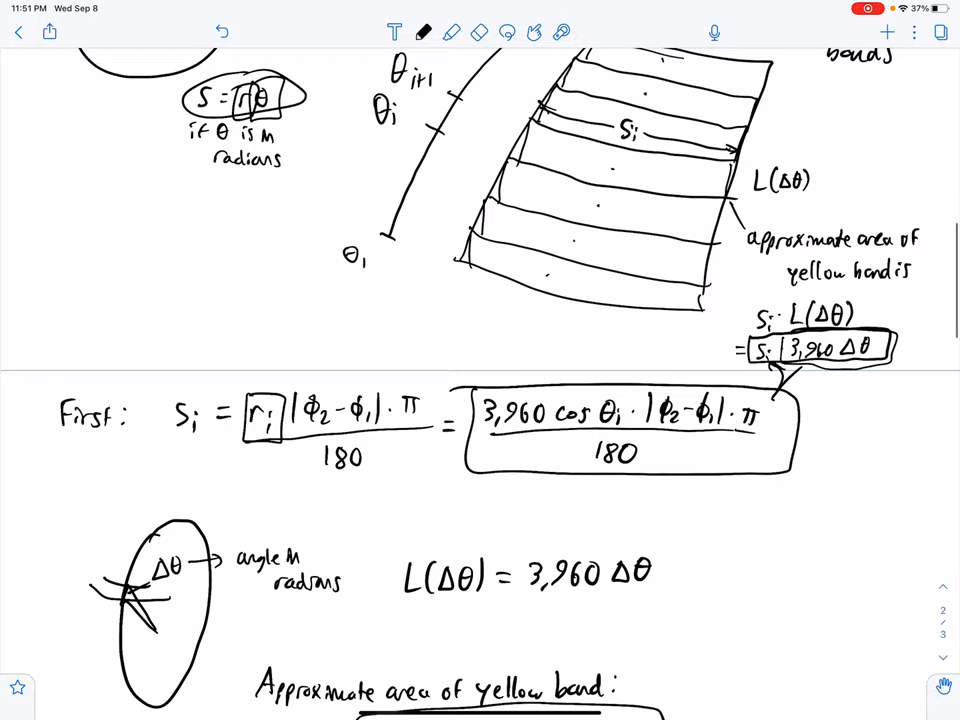 11:51 PM Wed Sep 8
37%
bands
θi+1
θi
S = rθ
if θ is in
radians
Si
L(Δθ)
θ1
approximate area of
yellow band is
Si · L(Δθ)
= Si 3,960 Δθ
First: Si = ri |ϕ2-ϕ1| · π / 180 = 3,960 cos θi · |ϕ2-ϕ1| · π / 180
Δθ → angle in
radians
L(Δθ) = 3,960 Δθ
2
/
3
Approximate area of yellow band: